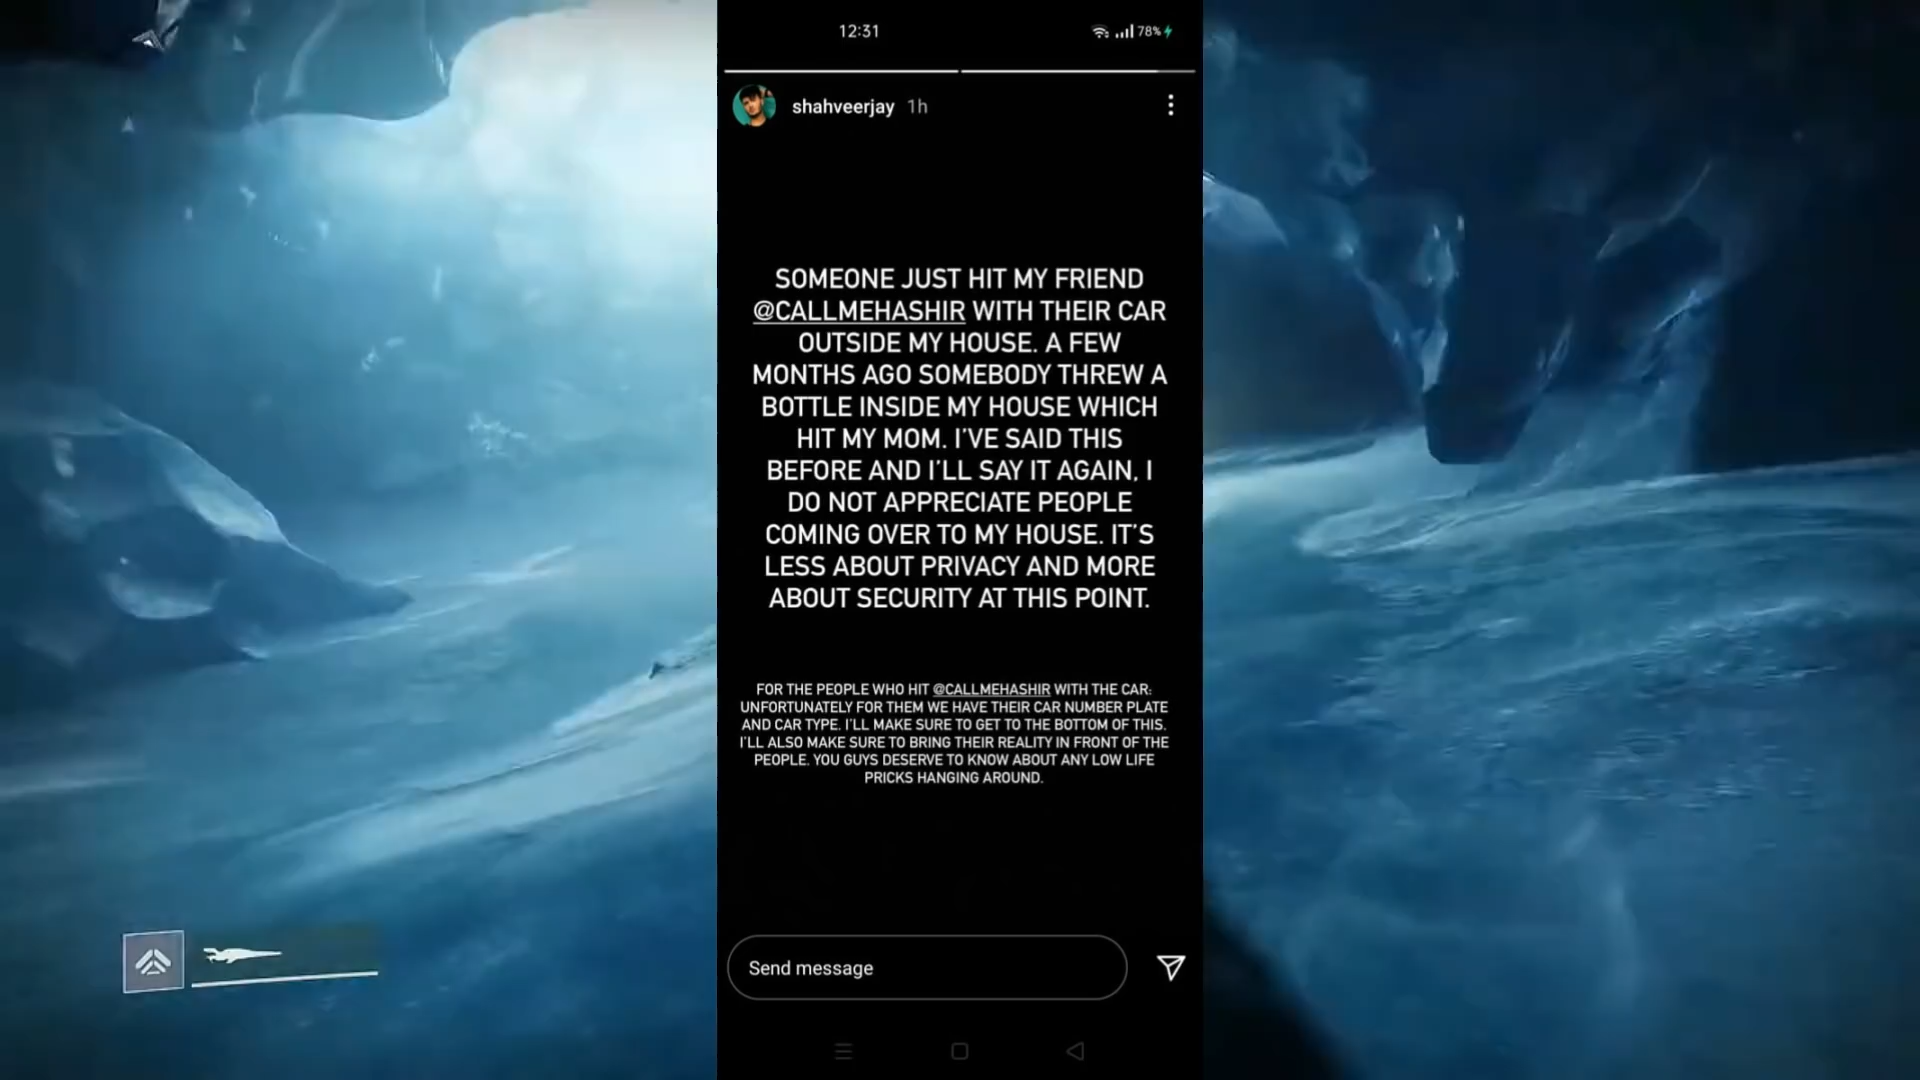 12:31
78%
shahveerjay 1h
SOMEONE JUST HIT MY FRIEND
@CALLMEHASHIR WITH THEIR CAR
OUTSIDE MY HOUSE. A FEW
MONTHS AGO SOMEBODY THREW A
BOTTLE INSIDE MY HOUSE WHICH
HIT MY MOM. I'VE SAID THIS
BEFORE AND I'LL SAY IT AGAIN, I
DO NOT APPRECIATE PEOPLE
COMING OVER TO MY HOUSE. IT'S
LESS ABOUT PRIVACY AND MORE
ABOUT SECURITY AT THIS POINT.
FOR THE PEOPLE WHO HIT @CALLMEHASHIR WITH THE CAR:
UNFORTUNATELY FOR THEM WE HAVE THEIR CAR NUMBER PLATE
AND CAR TYPE. I'LL MAKE SURE TO GET TO THE BOTTOM OF THIS.
I'LL ALSO MAKE SURE TO BRING THEIR REALITY IN FRONT OF THE
PEOPLE. YOU GUYS DESERVE TO KNOW ABOUT ANY LOW LIFE
PRICKS HANGING AROUND.
Send message